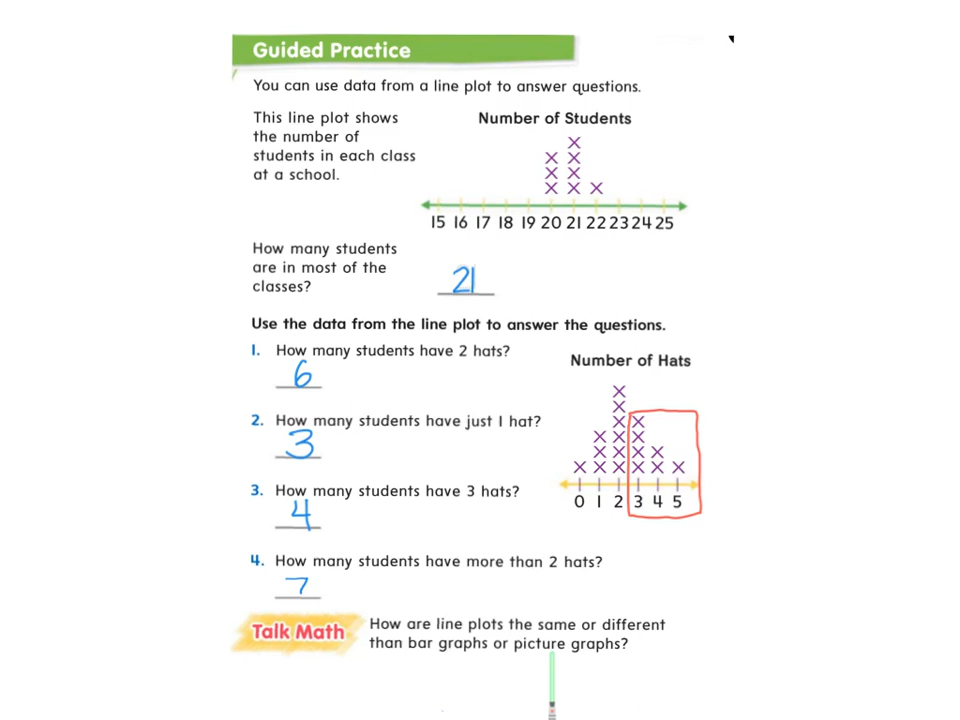 Guided Practice
You can use data from a line plot to answer questions.
This line plot shows
the number of
students in each class
at a school.
Number of Students
15 16 17 18 19 20 21 22 23 24 25
How many students
are in most of the
classes?
21
Use the data from the line plot to answer the questions.
1. How many students have 2 hats?
6
Number of Hats
2. How many students have just 1 hat?
3
3. How many students have 3 hats?
4
0 1 2 3 4 5
4. How many students have more than 2 hats?
7
Talk Math
How are line plots the same or different
than bar graphs or picture graphs?